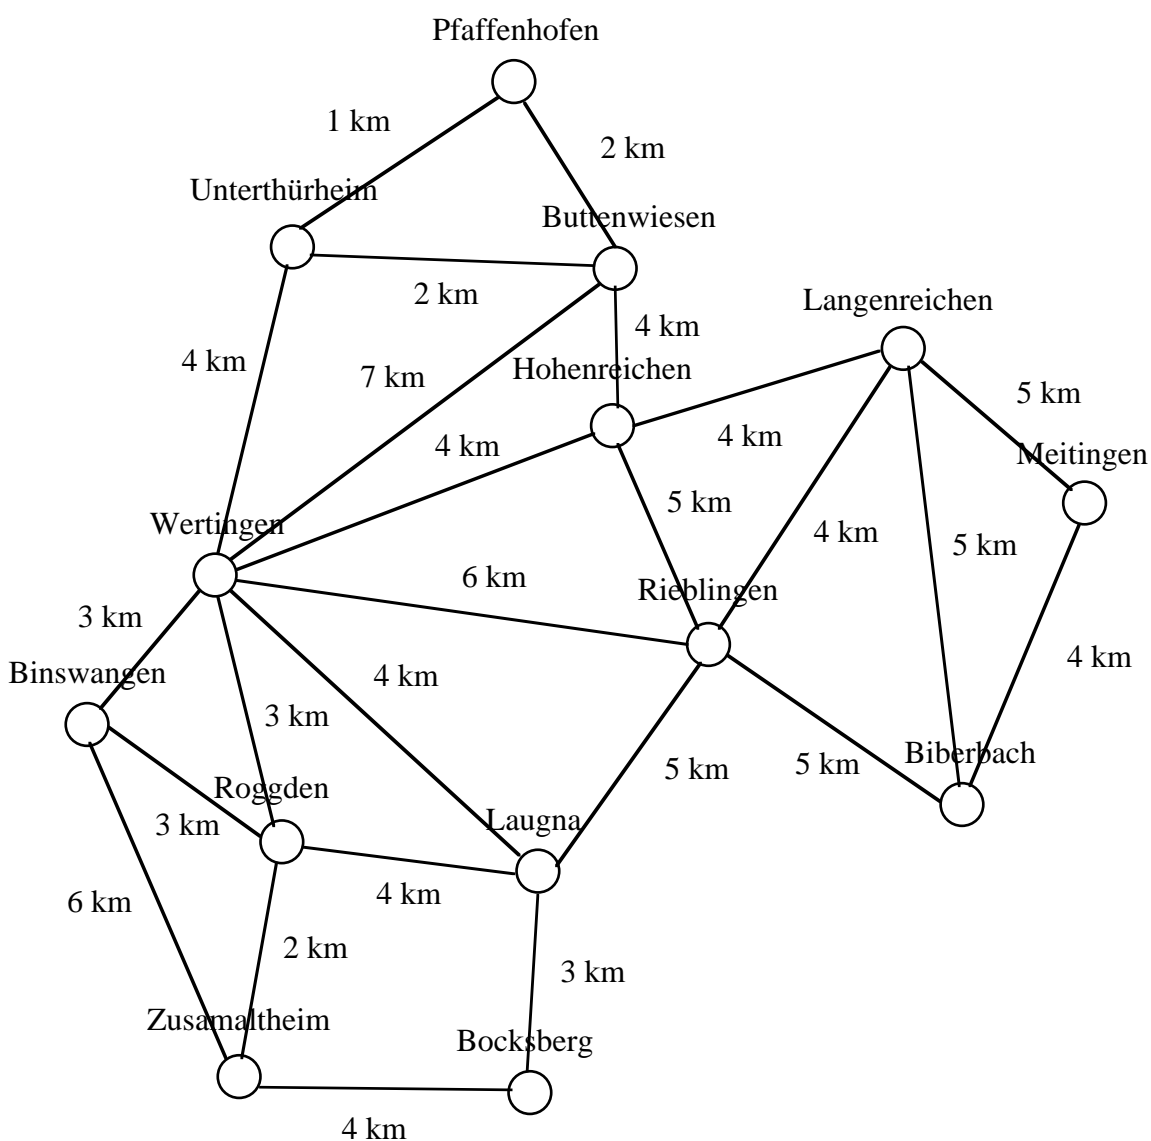 Pfaffenhofen
1 km
2 km
Unterthürheim
Buttenwiesen
2 km
Langenreichen
4 km
4 km
7 km
Hohenreichen
5 km
4 km
4 km
Meitingen
5 km
Wertingen
4 km
5 km
6 km
Rieblingen
3 km
4 km
Binswangen
4 km
3 km
Biberbach
5 km
5 km
Roggden
3 km
Laugna
4 km
6 km
2 km
3 km
Zusamaltheim
Bocksberg
4 km